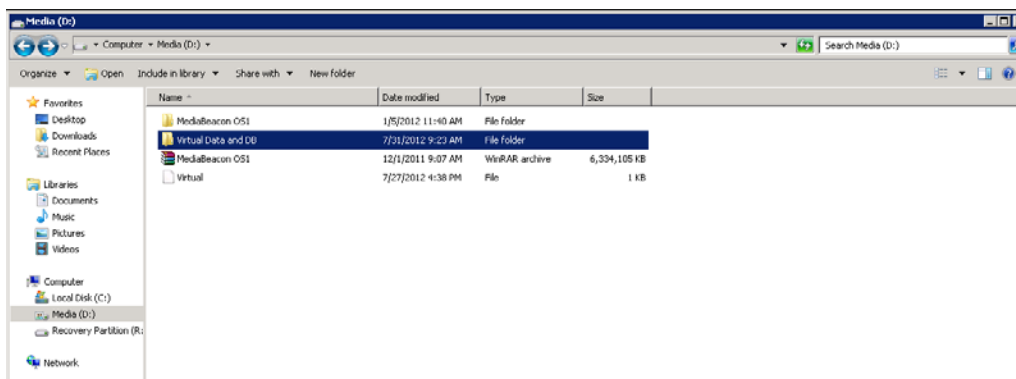 Media (D:)
Computer Media (D:)
Search Media (D:)
Organize Open Include in library Share with New folder
Favorites
Desktop
Downloads
Recent Places
Libraries
Documents
Music
Pictures
Videos
Computer
Local Disk (C:)
Media (D:)
Recovery Partition (R:
Network
Name Date modified Type Size
MediaBeacon OS1 1/5/2012 11:40 AM File folder
Virtual Data and DB 7/31/2012 9:23 AM File folder
MediaBeacon OS1 12/1/2011 9:07 AM WinRAR archive 6,334,105 KB
Virtual 7/27/2012 4:38 PM File 1 KB